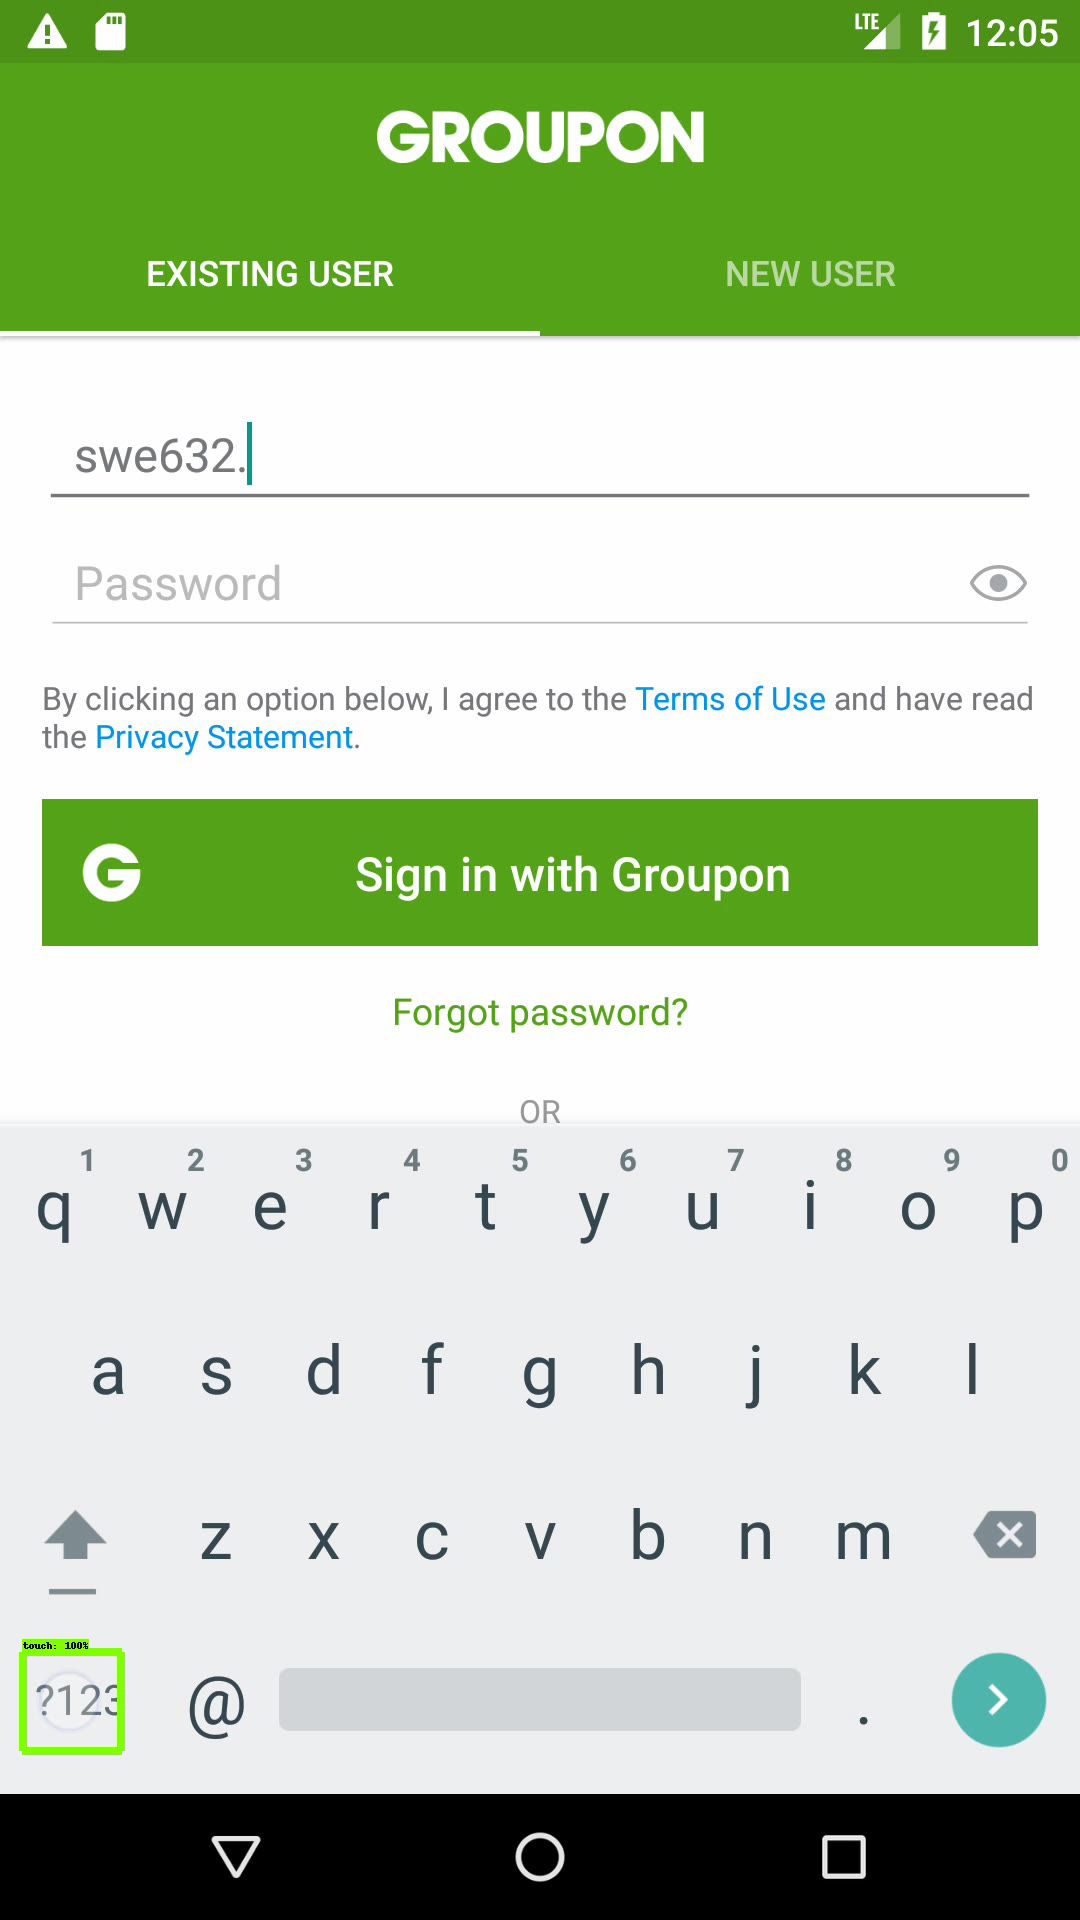 LTE 12:05
GROUPON
EXISTING USER NEW USER
swe632.
Password
By clicking an option below, I agree to the Terms of Use and have read
the Privacy Statement.
G Sign in with Groupon
Forgot password?
OR
1 2 3 4 5 6 7 8 9 0
q w e r t y u i o p
a s d f g h j k l
z x c v b n m
touch: 100%
?123 @ .